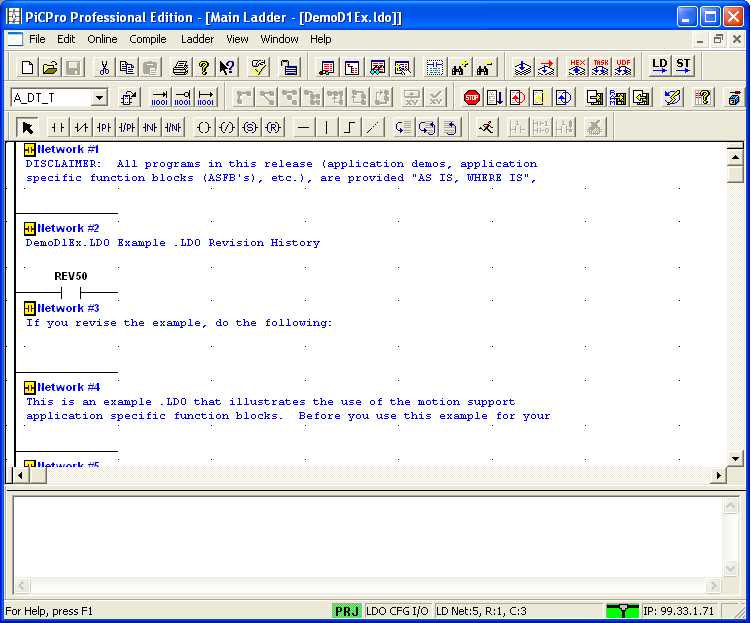 PiCPro Professional Edition - [Main Ladder - [DemoD1Ex.ldo]]
File Edit Online Compile Ladder View Window Help
HEX TASK UDF LD ST
A_DT_T STOP
Network #1
DISCLAIMER: All programs in this release (application demos, application
specific function blocks (ASFB's), etc.), are provided "AS IS, WHERE IS",
Network #2
DemoD1Ex.LDO Example .LDO Revision History
REV50
Network #3
If you revise the example, do the following:
Network #4
This is an example .LDO that illustrates the use of the motion support
application specific function blocks. Before you use this example for your
Network #5
For Help, press F1 PRJ LDO CFG I/O LD Net:5, R:1, C:3 IP: 99.33.1.71